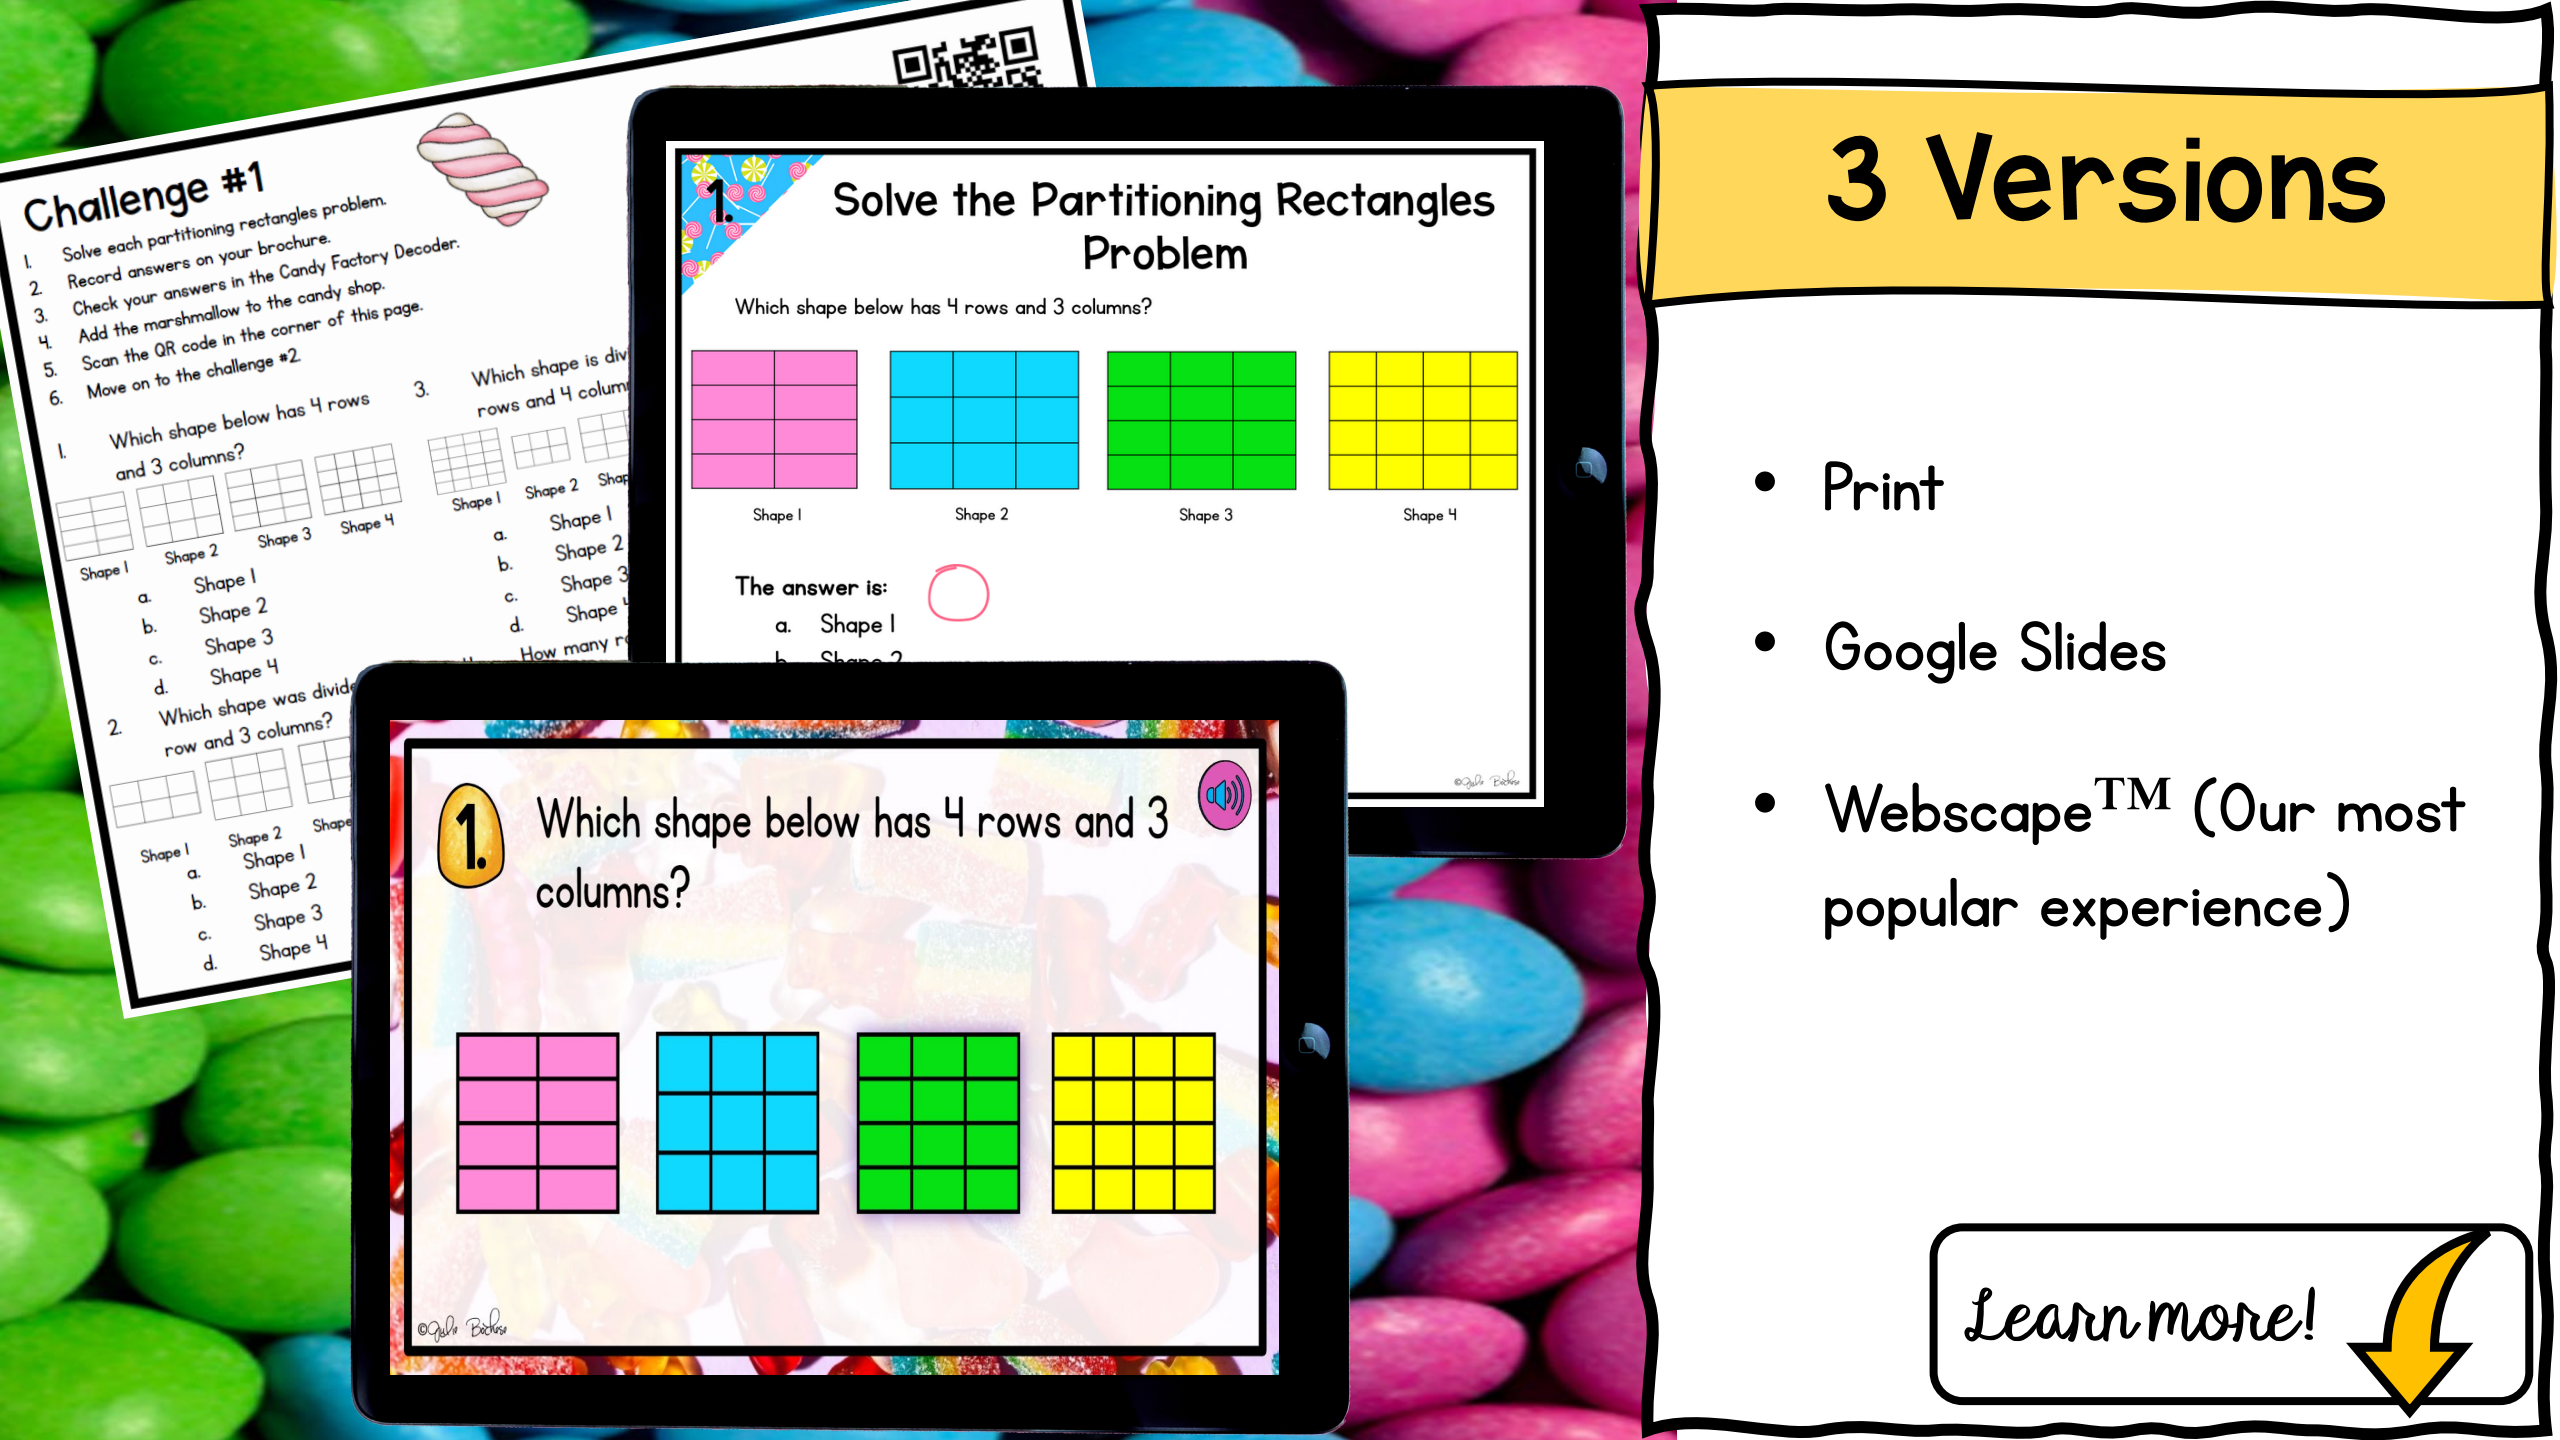 Challenge #1
1. Solve each partitioning rectangles problem.
2. Record answers on your brochure.
3. Check your answers in the Candy Factory Decoder.
4. Add the marshmallow to the candy shop.
5. Scan the QR code in the corner of this page.
6. Move on to the challenge #2.
1. Which shape below has 4 rows
and 3 columns?
Shape 1 Shape 2 Shape 3 Shape 4
a. Shape 1
b. Shape 2
c. Shape 3
d. Shape 4
2. Which shape was divide
row and 3 columns?
Shape 1 Shape 2 Shape
a. Shape 1
b. Shape 2
c. Shape 3
d. Shape 4
3. Which shape is div
rows and 4 column
Shape 1 Shape 2 Shap
a. Shape 1
b. Shape 2
c. Shape 3
d. Shape
How many
1.
Solve the Partitioning Rectangles
Problem
Which shape below has 4 rows and 3 columns?
Shape 1 Shape 2 Shape 3 Shape 4
The answer is:
a. Shape 1
b. Shape 2
1. Which shape below has 4 rows and 3
columns?
3 Versions
• Print
• Google Slides
• Webscape™ (Our most
popular experience)
Learn more!